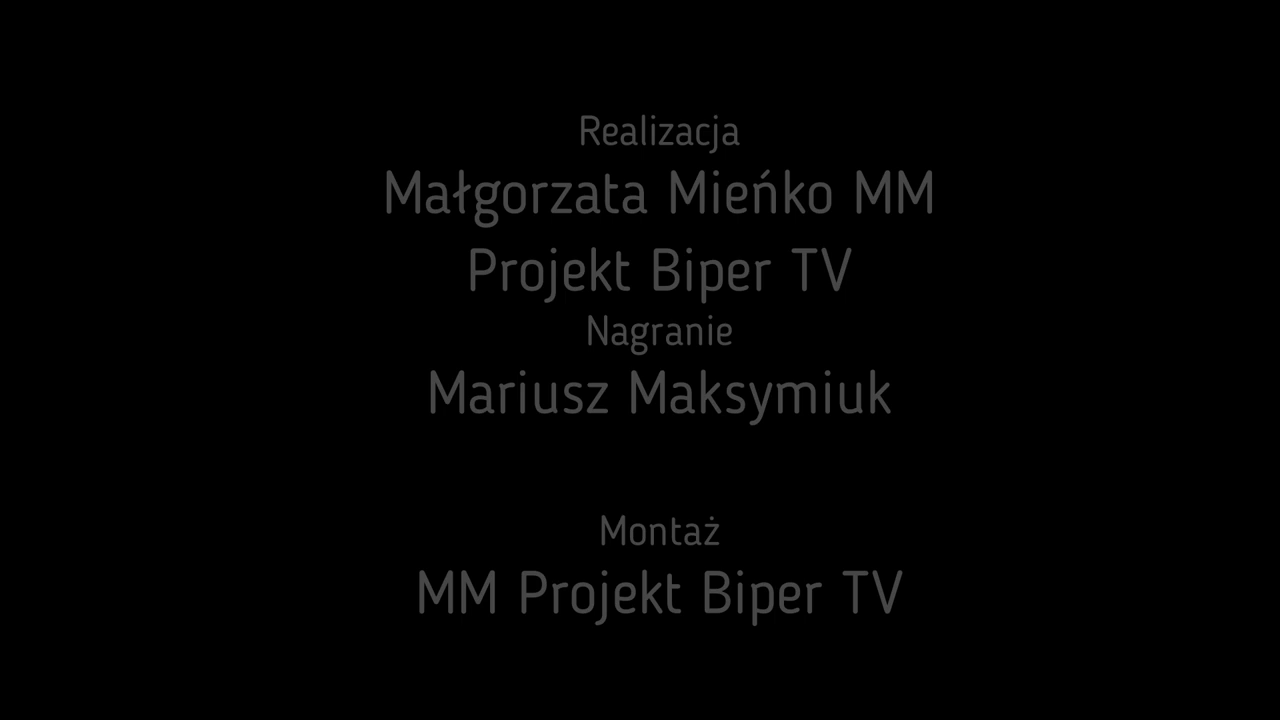 Realizacja
Małgorzata Mieńko MM
Projekt Biper TV
Nagranie
Mariusz Maksymiuk
Montaż
MM Projekt Biper TV